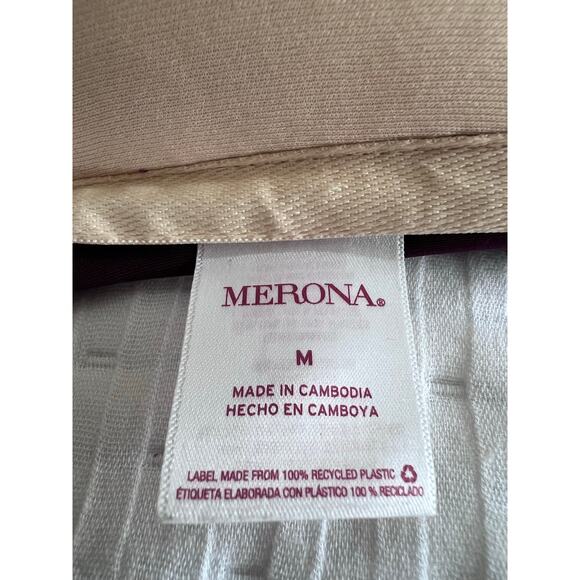 MERONA®
M
MADE IN CAMBODIA
HECHO EN CAMBOYA
LABEL MADE FROM 100% RECYCLED PLASTIC
ETIQUETA ELABORADA CON PLÁSTICO 100 % RECICLADO